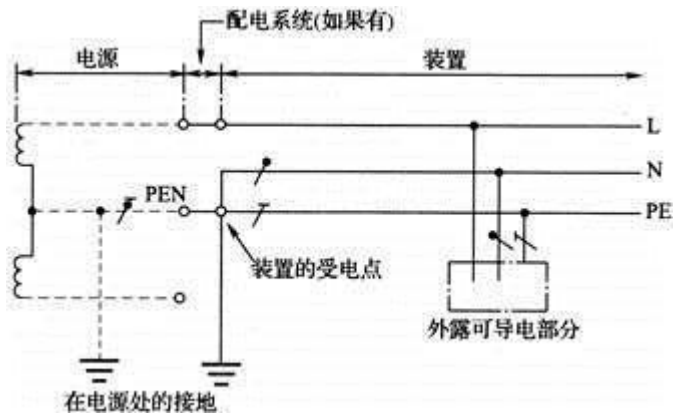 配电系统(如果有)
电源
装置
L
N
PEN
PE
装置的受电点
外露可导电部分
在电源处的接地